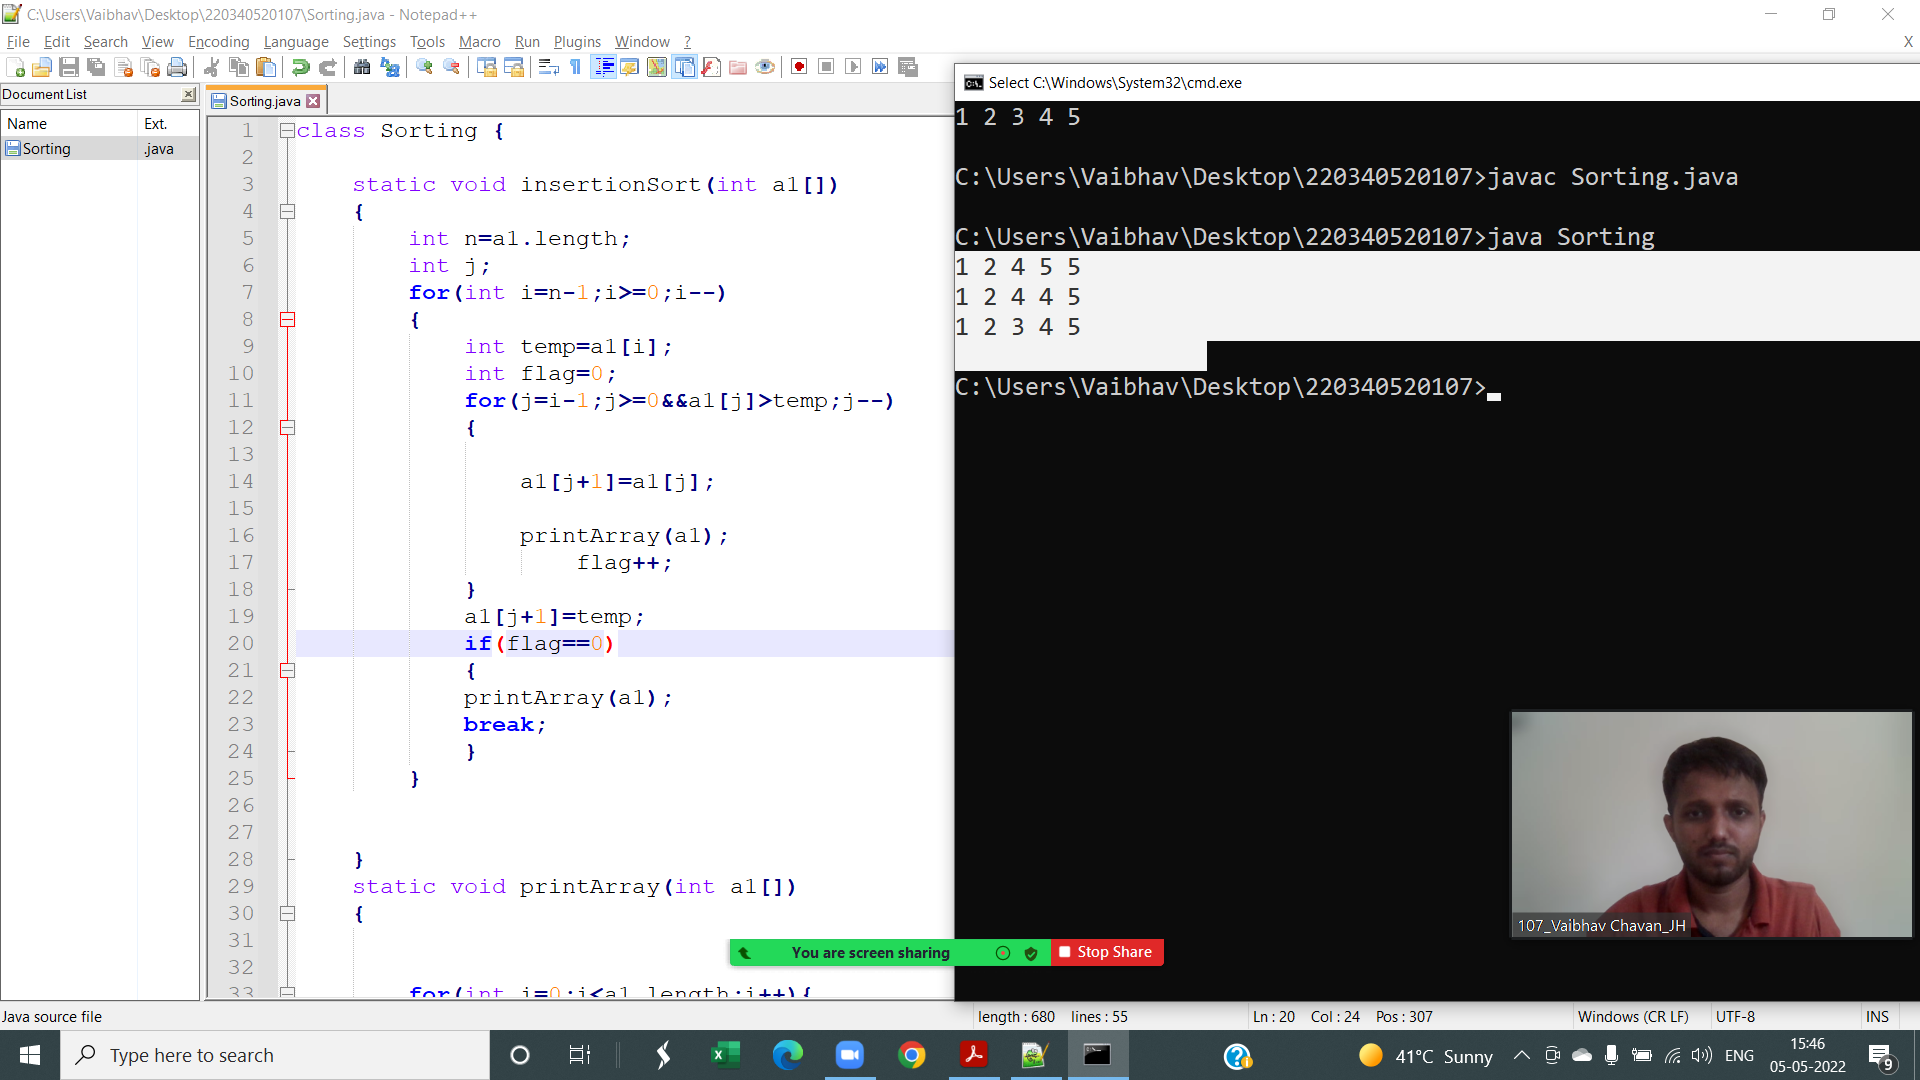 C:\Users\Vaibhav\Desktop\220340520107\Sorting.java - Notepad++
File Edit Search View Encoding Language Settings Tools Macro Run Plugins Window ? X
Document List
Name Ext.
Sorting .java
Sorting.java
1 class Sorting {
2
3 static void insertionSort(int a1[])
4 {
5 int n=a1.length;
6 int j;
7 for(int i=n-1;i>=0;i--)
8 {
9 int temp=a1[i];
10 int flag=0;
11 for(j=i-1;j>=0&&a1[j]>temp;j--)
12 {
13
14 a1[j+1]=a1[j];
15
16 printArray(a1);
17 flag++;
18 }
19 a1[j+1]=temp;
20 if(flag==0)
21 {
22 printArray(a1);
23 break;
24 }
25 }
26
27
28 }
29 static void printArray(int a1[])
30 {
31
32
33 for(int i=0;i<a1.length;i++){
Select C:\Windows\System32\cmd.exe
1 2 3 4 5
C:\Users\Vaibhav\Desktop\220340520107>javac Sorting.java
C:\Users\Vaibhav\Desktop\220340520107>java Sorting
1 2 4 5 5
1 2 4 4 5
1 2 3 4 5
C:\Users\Vaibhav\Desktop\220340520107>
107_Vaibhav Chavan_JH
You are screen sharing Stop Share
Java source file length : 680 lines : 55 Ln : 20 Col : 24 Pos : 307 Windows (CR LF) UTF-8 INS
Type here to search
41°C Sunny
ENG
15:46
05-05-2022
9